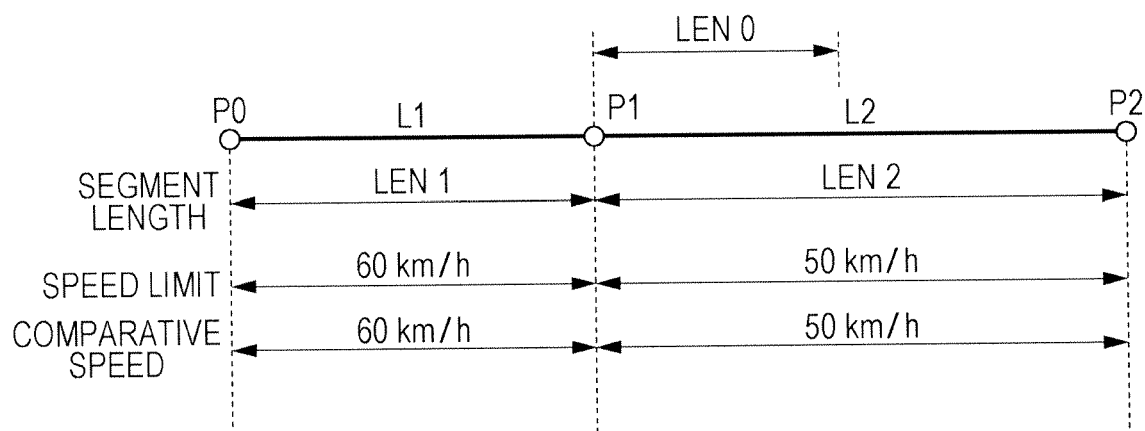 LEN 0
P0 L1 P1 L2 P2
SEGMENT LENGTH LEN 1 LEN 2
SPEED LIMIT 60 km/h 50 km/h
COMPARATIVE SPEED 60 km/h 50 km/h